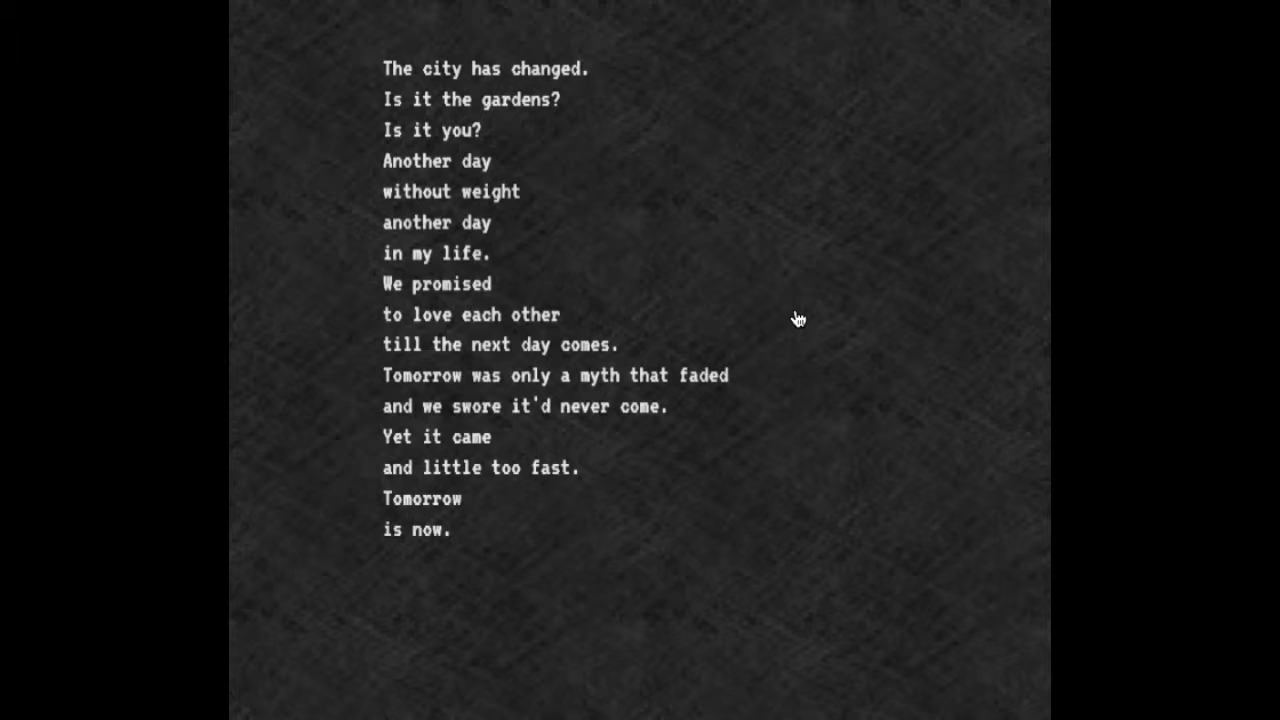 The city has changed.
Is it the gardens?
Is it you?
Another day
without weight
another day
in my life.
We promised
to love each other
till the next day comes.
Tomorrow was only a myth that faded
and we swore it'd never come.
Yet it came
and little too fast.
Tomorrow
is now.